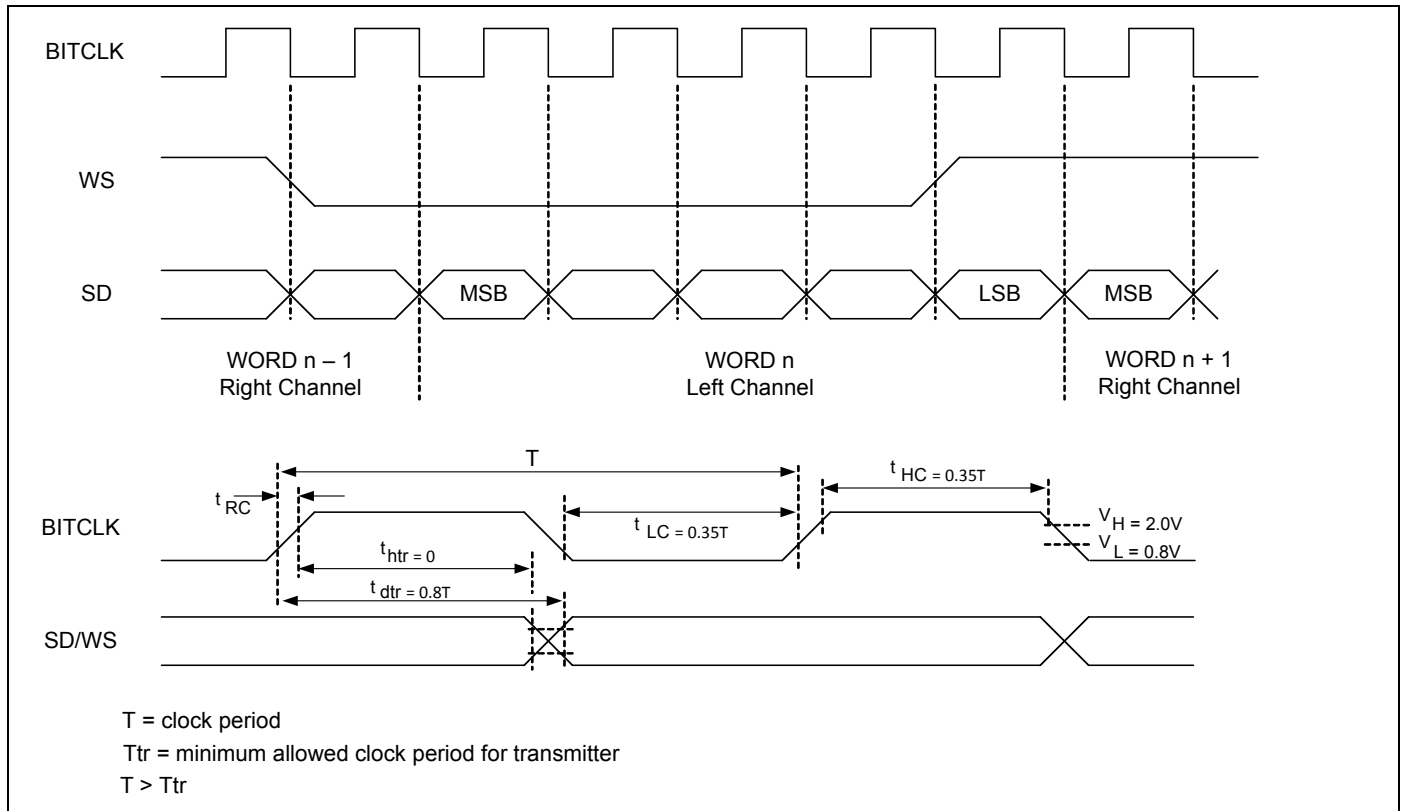 BITCLK
WS
SD
MSB
LSB
MSB
WORD n – 1
Right Channel
WORD n
Left Channel
WORD n + 1
Right Channel
T
t RC
t HC = 0.35T
BITCLK
t LC = 0.35T
V H = 2.0V
V L = 0.8V
t htr = 0
t dtr = 0.8T
SD/WS
T = clock period
Ttr = minimum allowed clock period for transmitter
T > Ttr